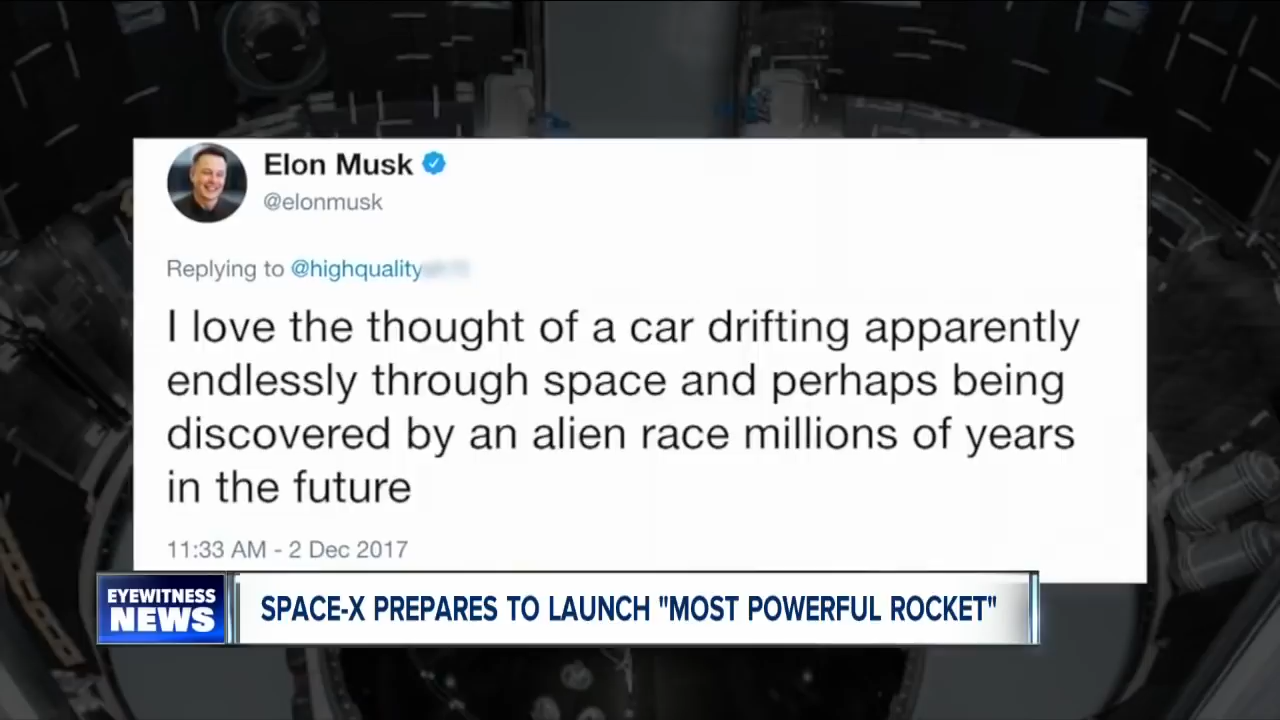 Elon Musk
@elonmusk
Replying to @highquality
I love the thought of a car drifting apparently
endlessly through space and perhaps being
discovered by an alien race millions of years
in the future
11:33 AM - 2 Dec 2017
EYEWITNESS
NEWS
SPACE-X PREPARES TO LAUNCH "MOST POWERFUL ROCKET"